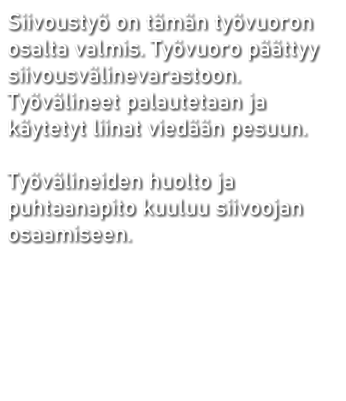 Siivoustyö on tämän työvuoron
osalta valmis. Työvuoro päättyy
siivousvälinevarastoon.
Työvälineet palautetaan ja
käytetyt liinat viedään pesuun.

Työvälineiden huolto ja
puhtaanapito kuuluu siivoojan
osaamiseen.